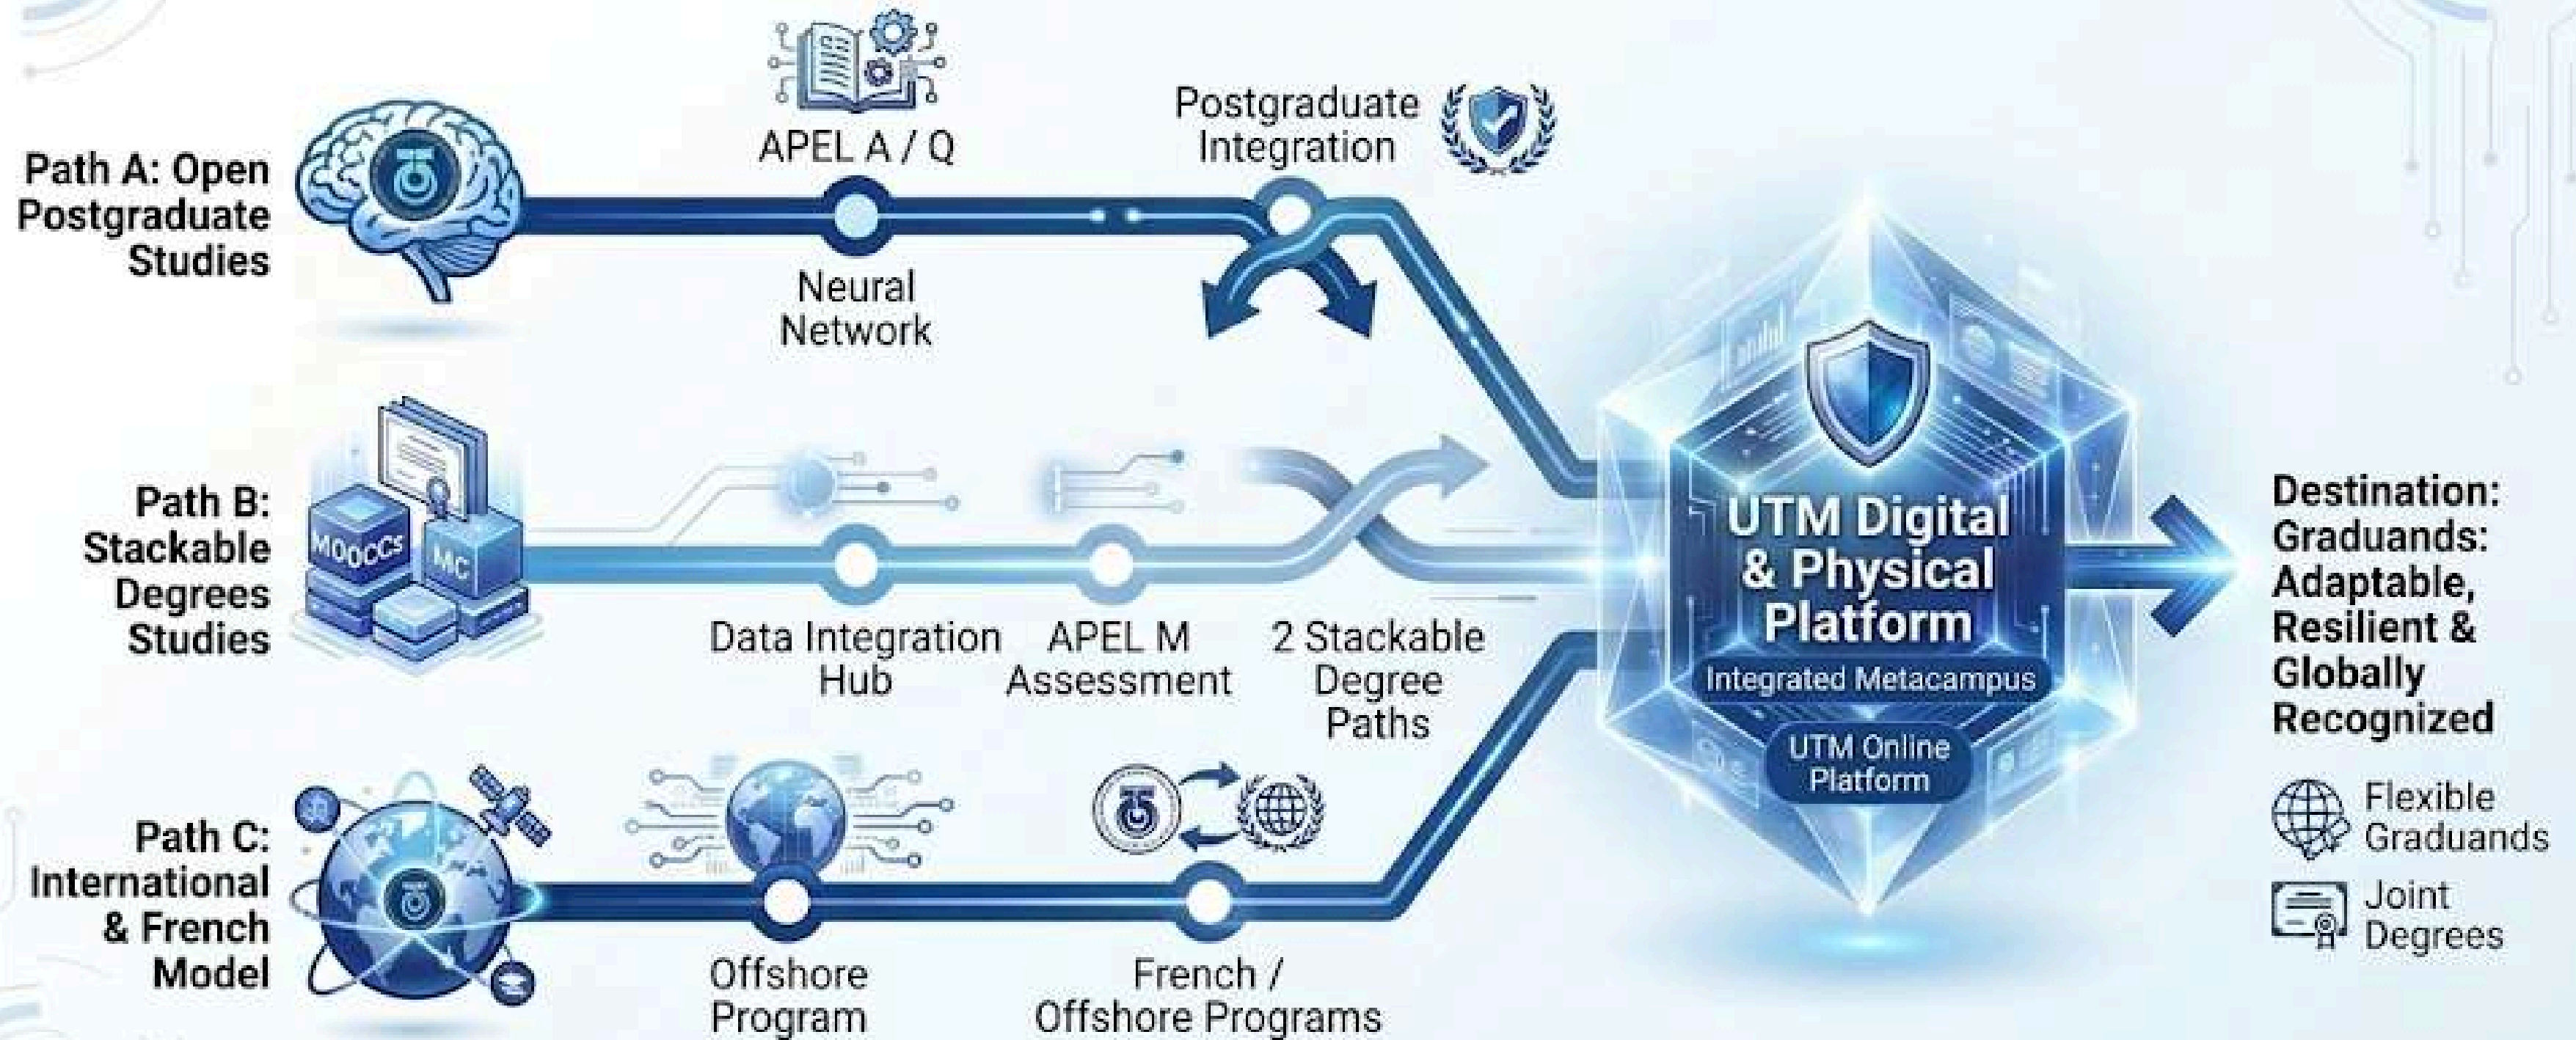 Path A: Open
Postgraduate
Studies
APEL A / Q
Neural
Network
Postgraduate
Integration
Path B:
Stackable
Degrees
Studies
MOOCCs
MC
Data Integration
Hub
APEL M
Assessment
2 Stackable
Degree
Paths
Path C:
International
& French
Model
Offshore
Program
French /
Offshore Programs
UTM Digital
& Physical
Platform
Integrated Metacampus
UTM Online
Platform
Destination:
Graduands:
Adaptable,
Resilient &
Globally
Recognized
Flexible
Graduands
Joint
Degrees